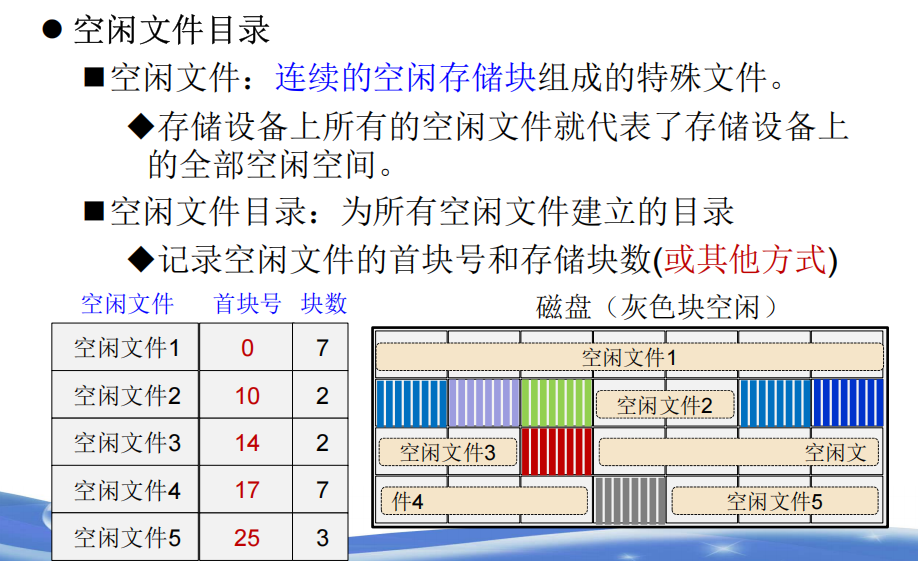 ● 空闲文件目录
■空闲文件：连续的空闲存储块组成的特殊文件。
◆存储设备上所有的空闲文件就代表了存储设备上
的全部空闲空间。
■空闲文件目录：为所有空闲文件建立的目录
◆记录空闲文件的首块号和存储块数(或其他方式)
空闲文件 首块号 块数
空闲文件1 0 7
空闲文件2 10 2
空闲文件3 14 2
空闲文件4 17 7
空闲文件5 25 3
磁盘（灰色块空闲）
空闲文件1
空闲文件2
空闲文件3 空闲文
件4 空闲文件5